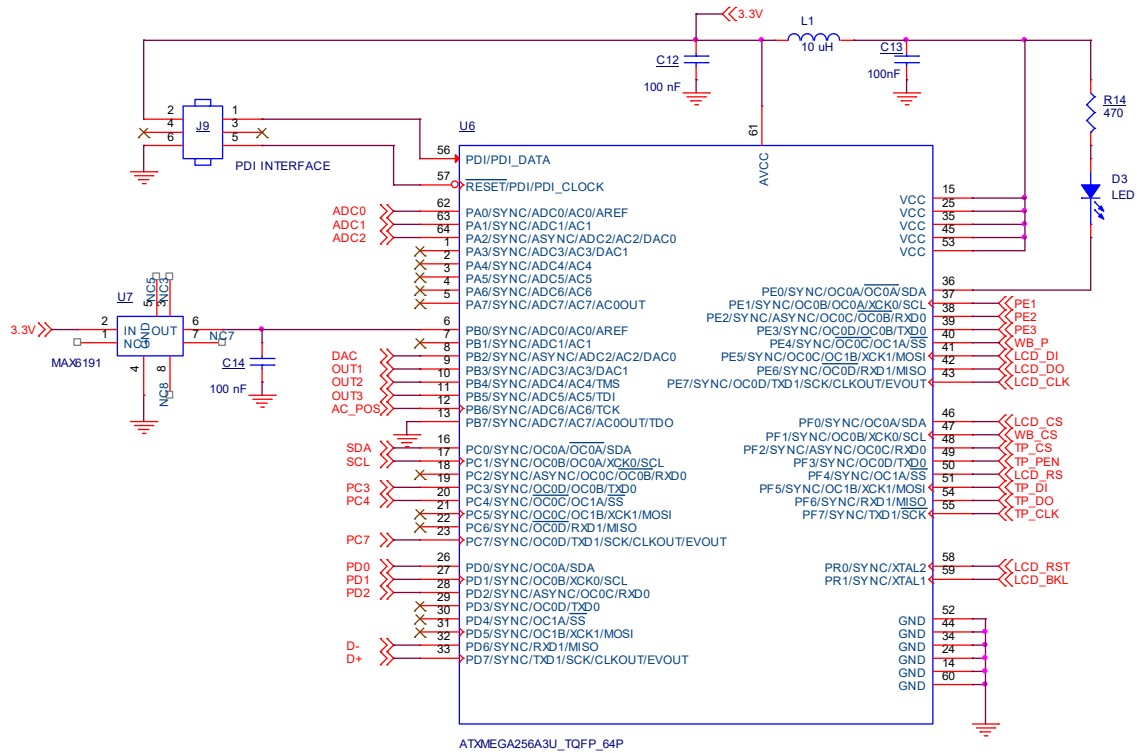 3.3V
L1
10 uH
C12
100 nF
C13
100nF
R14
470
D3
LED
J9
2
4
6
1
3
5
PDI INTERFACE
U6
61
AVCC
56 PDI/PDI_DATA
57 RESET/PDI/PDI_CLOCK
ADC0 62 PA0/SYNC/ADC0/AC0/AREF
ADC1 63 PA1/SYNC/ADC1/AC1
ADC2 64 PA2/SYNC/ASYNC/ADC2/AC2/DAC0
1 PA3/SYNC/ADC3/AC3/DAC1
2 PA4/SYNC/ADC4/AC4
3 PA5/SYNC/ADC5/AC5
4 PA6/SYNC/ADC6/AC6
5 PA7/SYNC/ADC7/AC7/AC0OUT
6 PB0/SYNC/ADC0/AC0/AREF
7 PB1/SYNC/ADC1/AC1
DAC 8 PB2/SYNC/ASYNC/ADC2/AC2/DAC0
OUT1 9 PB3/SYNC/ADC3/AC3/DAC1
OUT2 10 PB4/SYNC/ADC4/AC4/TMS
OUT3 11 PB5/SYNC/ADC5/AC5/TDI
AC_POS 12 PB6/SYNC/ADC6/AC6/TCK
13 PB7/SYNC/ADC7/AC7/AC0OUT/TDO
SDA 16 PC0/SYNC/OC0A/OC0A/SDA
SCL 17 PC1/SYNC/OC0B/OC0A/XCK0/SCL
18 PC2/SYNC/ASYNC/OC0C/OC0B/RXD0
PC3 19 PC3/SYNC/OC0D/OC0B/TXD0
PC4 20 PC4/SYNC/OC0C/OC1A/SS
21 PC5/SYNC/OC0C/OC1B/XCK1/MOSI
22 PC6/SYNC/OC0D/RXD1/MISO
PC7 23 PC7/SYNC/OC0D/TXD1/SCK/CLKOUT/EVOUT
PD0 26 PD0/SYNC/OC0A/SDA
PD1 27 PD1/SYNC/OC0B/XCK0/SCL
PD2 28 PD2/SYNC/ASYNC/OC0C/RXD0
29 PD3/SYNC/OC0D/TXD0
30 PD4/SYNC/OC1A/SS
31 PD5/SYNC/OC1B/XCK1/MOSI
D- 32 PD6/SYNC/RXD1/MISO
D+ 33 PD7/SYNC/TXD1/SCK/CLKOUT/EVOUT
VCC 15
VCC 25
VCC 35
VCC 45
VCC 53
PE0/SYNC/OC0A/OC0A/SDA 36
PE1/SYNC/OC0B/OC0A/XCK0/SCL 37 PE1
PE2/SYNC/ASYNC/OC0C/OC0B/RXD0 38 PE2
PE3/SYNC/OC0D/OC0B/TXD0 39 PE3
PE4/SYNC/OC0C/OC1A/SS 40 WB_P
PE5/SYNC/OC0C/OC1B/XCK1/MOSI 41 LCD_DI
PE6/SYNC/OC0D/RXD1/MISO 42 LCD_DO
PE7/SYNC/OC0D/TXD1/SCK/CLKOUT/EVOUT 43 LCD_CLK
PF0/SYNC/OC0A/SDA 46 LCD_CS
PF1/SYNC/OC0B/XCK0/SCL 47 WB_CS
PF2/SYNC/ASYNC/OC0C/RXD0 48 TP_CS
PF3/SYNC/OC0D/TXD0 49 TP_PEN
PF4/SYNC/OC1A/SS 50 LCD_RS
PF5/SYNC/OC1B/XCK1/MOSI 51 TP_DI
PF6/SYNC/RXD1/MISO 54 TP_DO
PF7/SYNC/TXD1/SCK 55 TP_CLK
PR0/SYNC/XTAL2 58 LCD_RST
PR1/SYNC/XTAL1 59 LCD_BKL
GND 52
GND 44
GND 34
GND 24
GND 14
GND 60
U7
NC5
NC3
5
3
3.3V
2
1
IN
OUT
GND
6
7
NC7
MAX6191
4
8
NC8
C14
100 nF
ATXMEGA256A3U_TQFP_64P